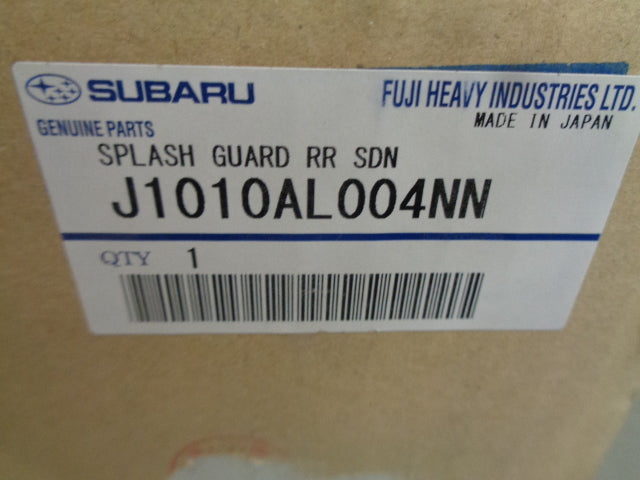 SUBARU FUJI HEAVY INDUSTRIES LTD.
GENUINE PARTS MADE IN JAPAN
SPLASH GUARD RR SDN
J1010AL004NN
QTY 1